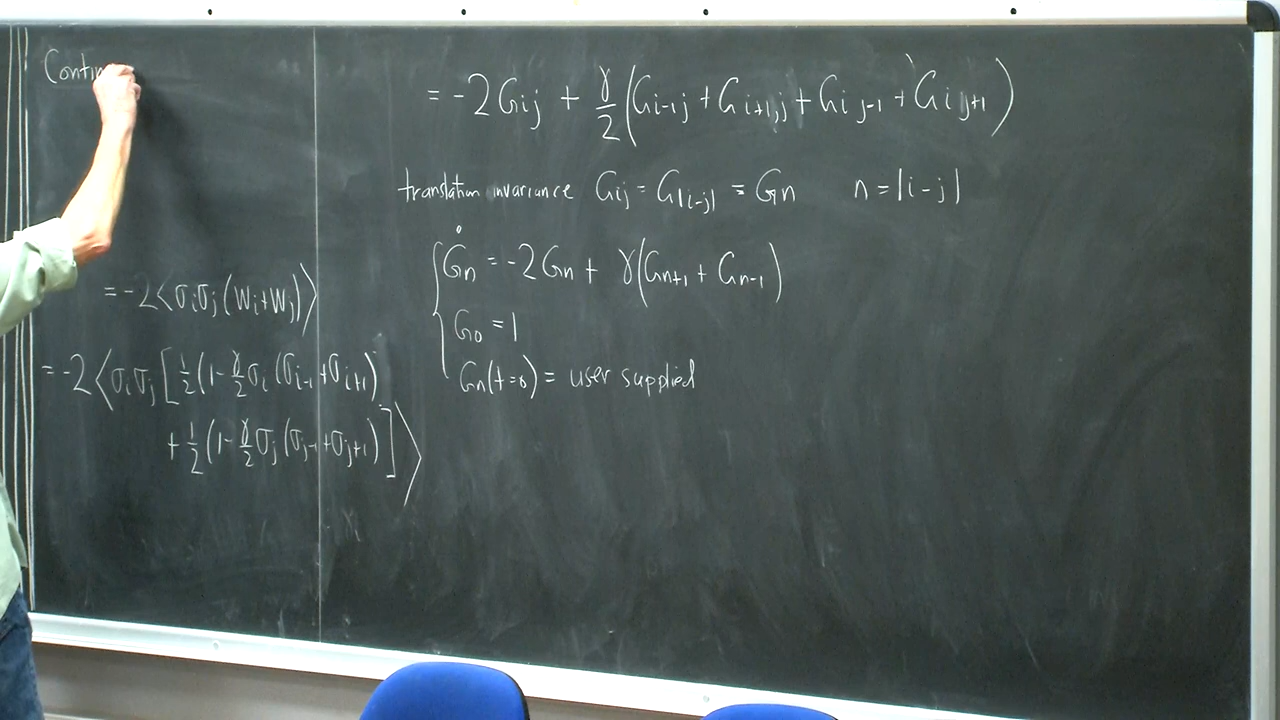 Contin
= -2⟨σᵢσⱼ(wᵢ+wⱼ)⟩
= -2⟨σᵢσⱼ[½(1-γ/2 σᵢ(σᵢ₋₁+σᵢ₊₁)
+½(1-γ/2 σⱼ(σⱼ₋₁+σⱼ₊₁)]⟩
= -2Gij + γ/2(Gi-1j + Gi+1,j + Gi j-1 + Gi j+1)
translation invariance Gij = G|i-j| = Gn n = |i-j|
Ġn = -2Gn + γ(Gn+1 + Gn-1)
G₀ = 1
Gn(t=0) = user supplied